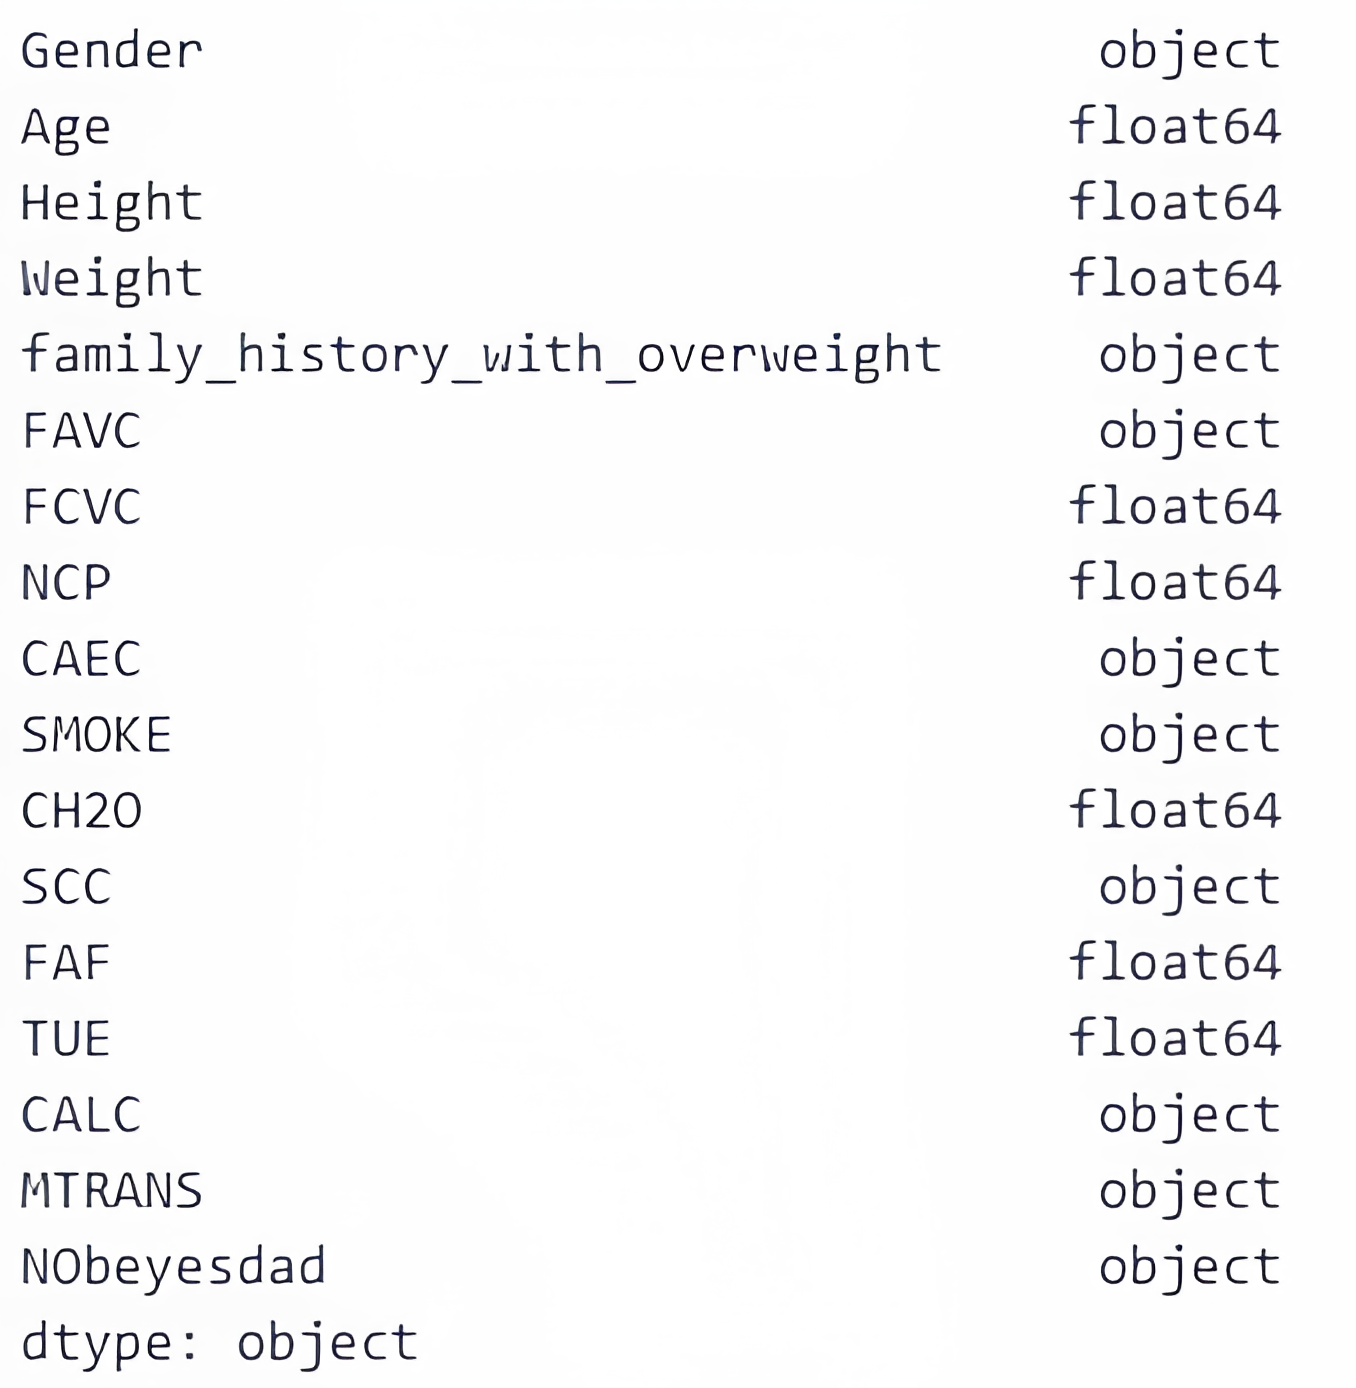 Gender object
Age float64
Height float64
Weight float64
family_history_with_overweight object
FAVC object
FCVC float64
NCP float64
CAEC object
SMOKE object
CH2O float64
SCC object
FAF float64
TUE float64
CALC object
MTRANS object
NObeyesdad object
dtype: object